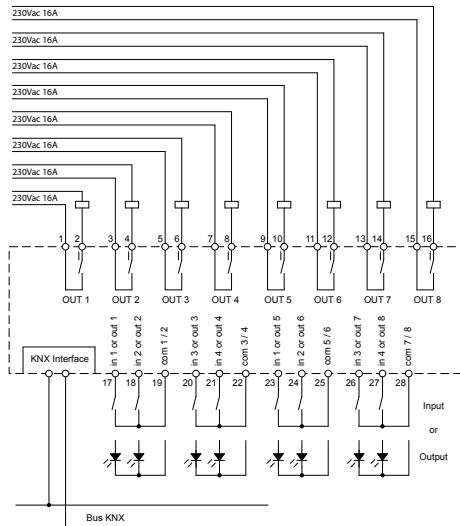 230Vac 16A
230Vac 16A
230Vac 16A
230Vac 16A
230Vac 16A
230Vac 16A
230Vac 16A
230Vac 16A
1 2 3 4 5 6 7 8 9 10 11 12 13 14 15 16
OUT 1 OUT 2 OUT 3 OUT 4 OUT 5 OUT 6 OUT 7 OUT 8
in 1 or out 1
in 2 or out 2
com 1 / 2
in 3 or out 3
in 4 or out 4
com 3 / 4
in 1 or out 5
in 2 or out 6
com 5 / 6
in 3 or out 7
in 4 or out 8
com 7 / 8
KNX Interface
17 18 19 20 21 22 23 24 25 26 27 28
Input
or
Output
Bus KNX